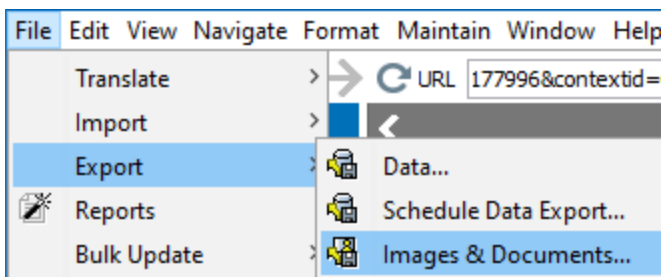 File Edit View Navigate Format Maintain Window Help
Translate
URL 177996&contextid=
Import
Export
Data...
Reports
Schedule Data Export...
Bulk Update
Images & Documents...